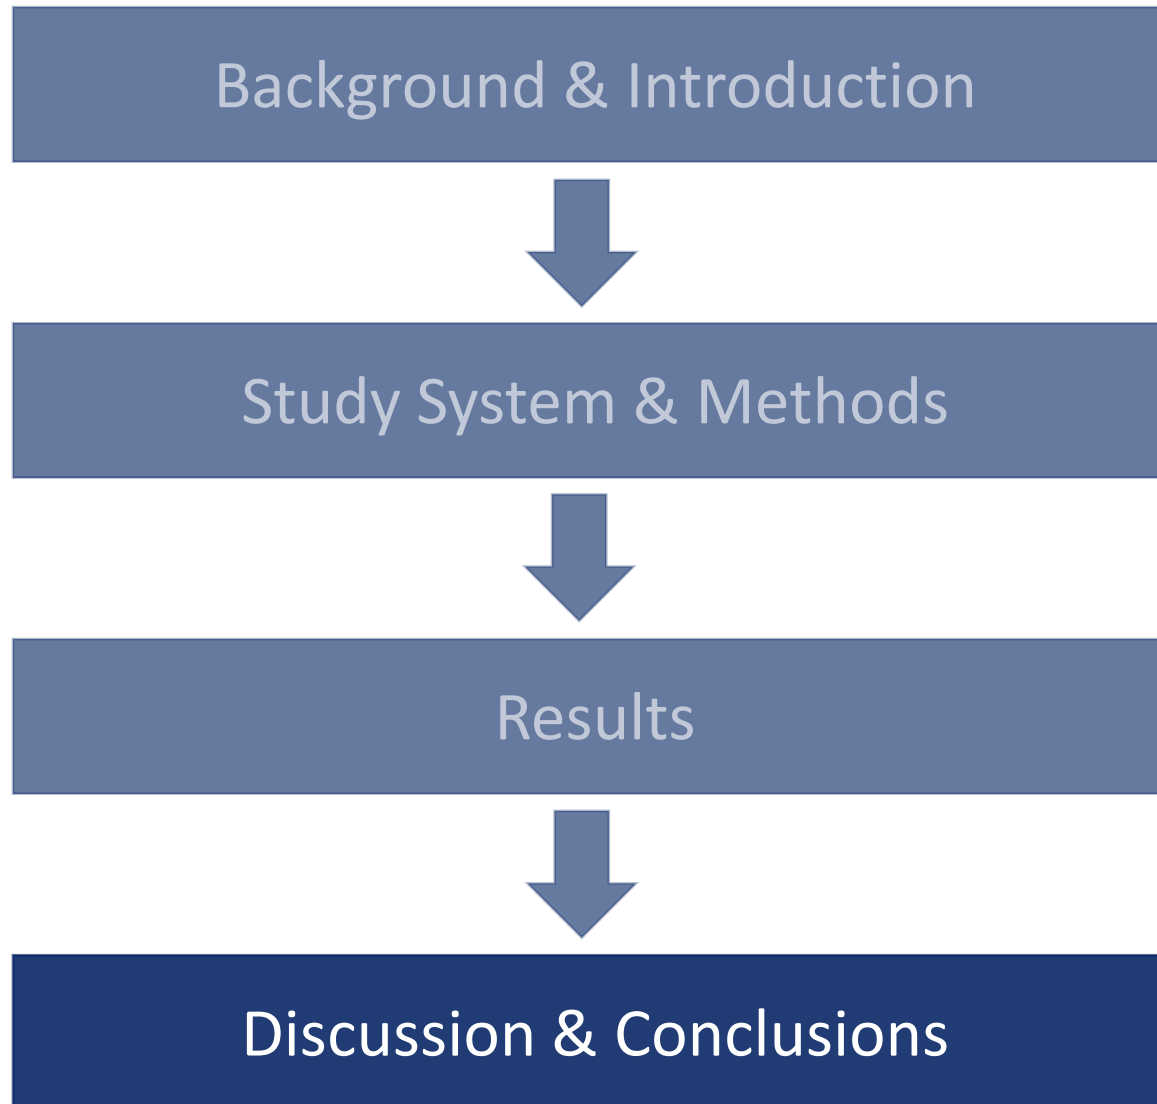 Background & Introduction
Study System & Methods
Results
Discussion & Conclusions